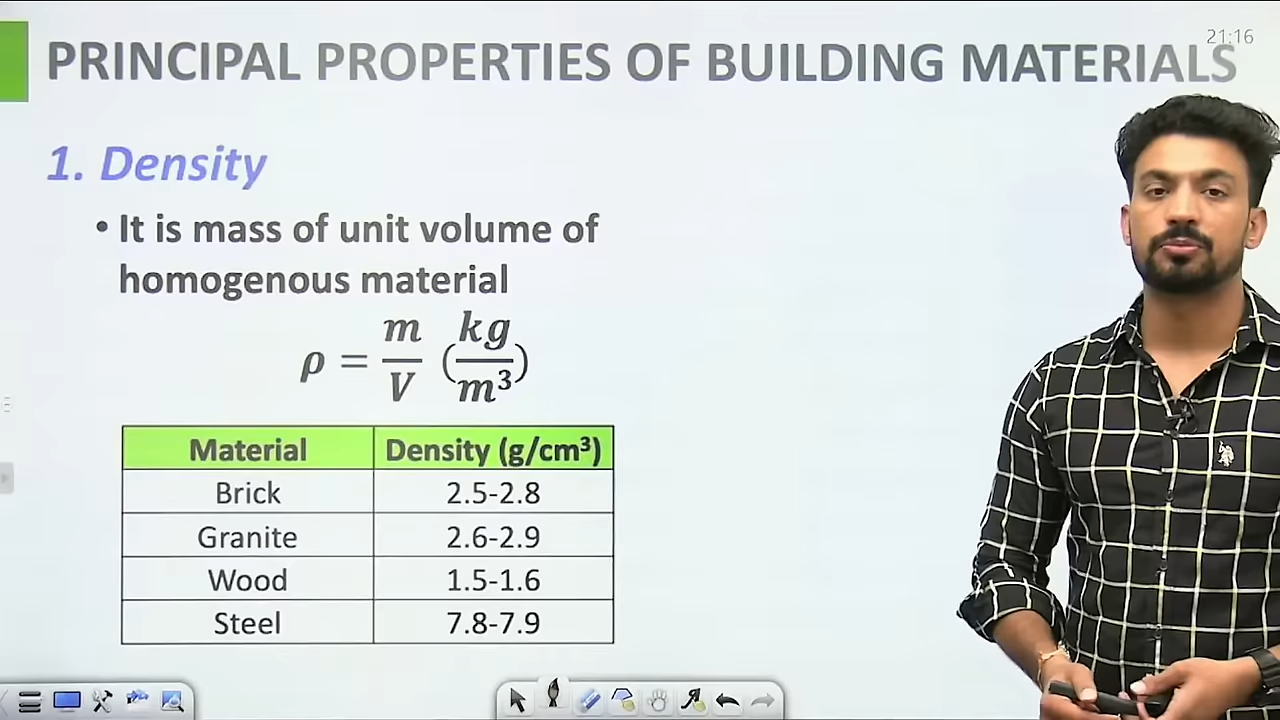 21:16
PRINCIPAL PROPERTIES OF BUILDING MATERIALS
1. Density
• It is mass of unit volume of
homogenous material
ρ = m/V (kg/m³)
Material Density (g/cm³)
Brick 2.5-2.8
Granite 2.6-2.9
Wood 1.5-1.6
Steel 7.8-7.9